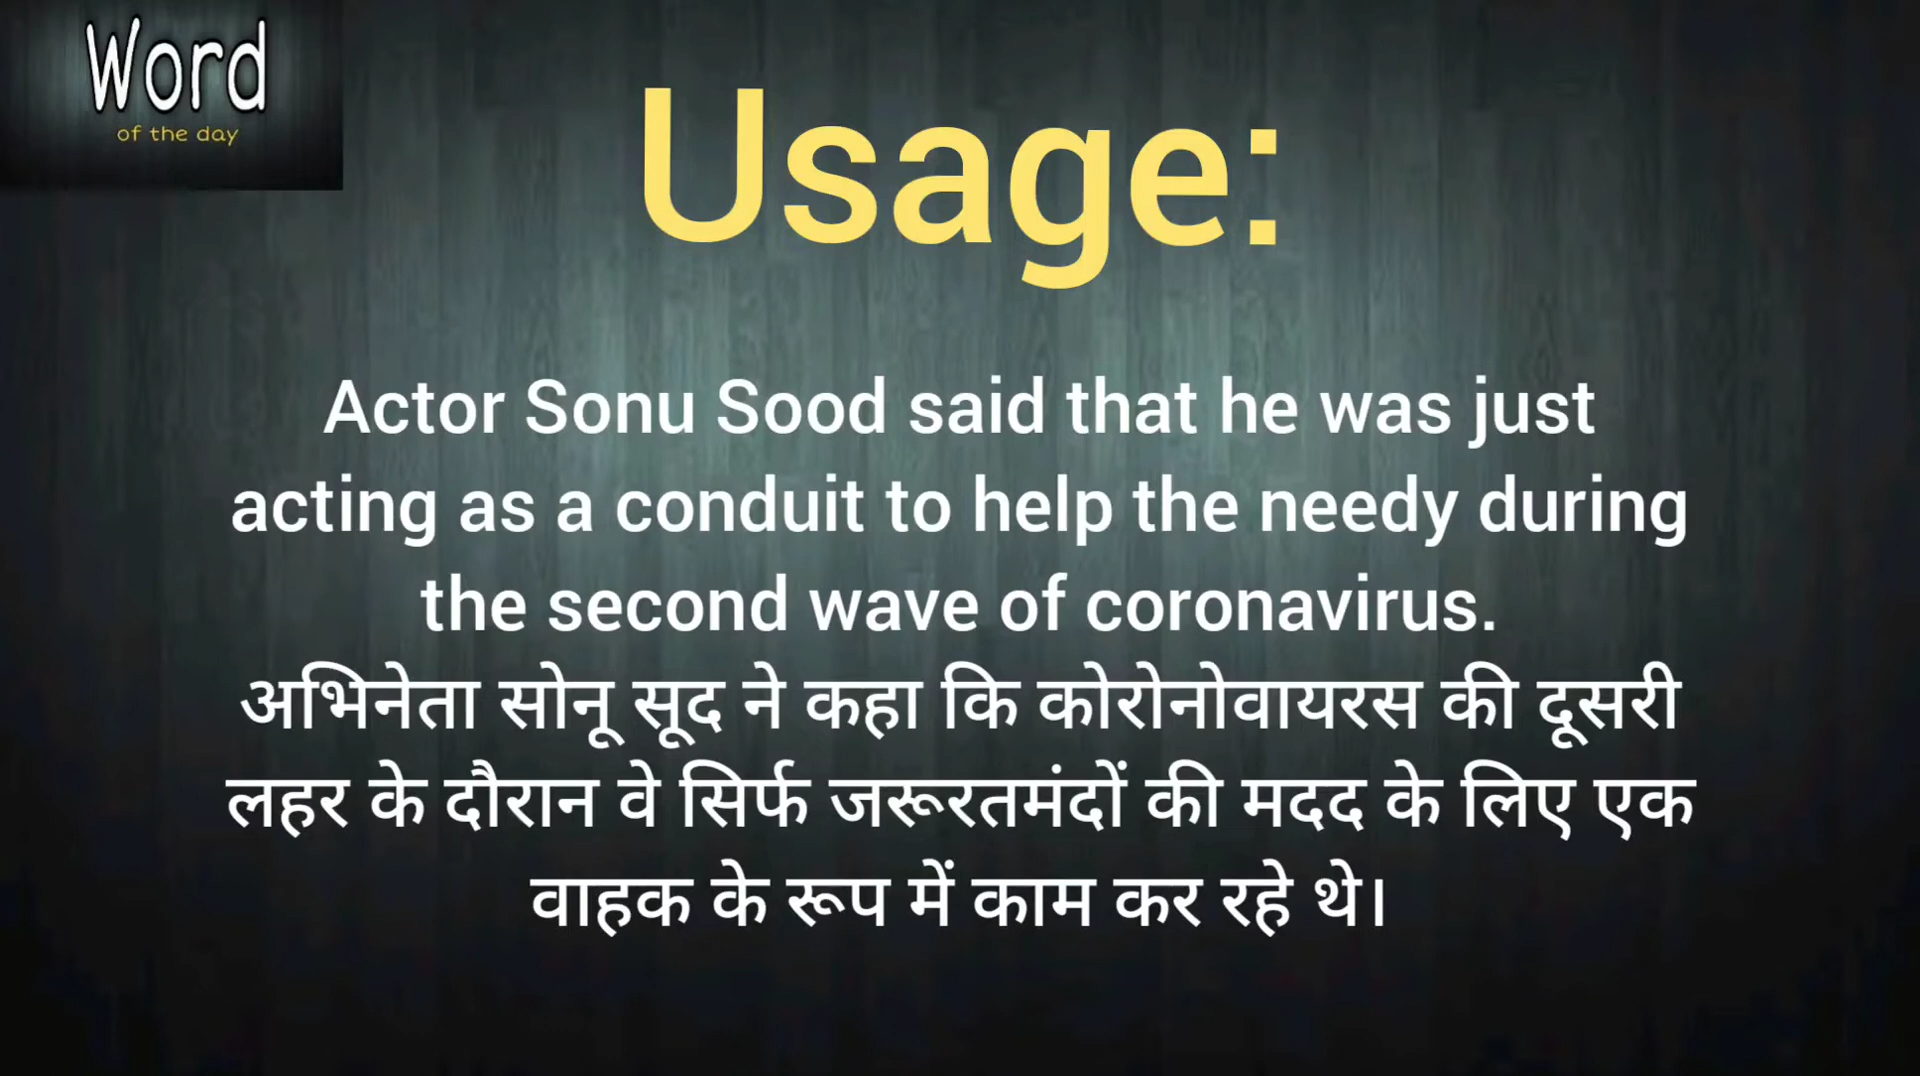 Word
of the day
Usage:
Actor Sonu Sood said that he was just
acting as a conduit to help the needy during
the second wave of coronavirus.
अभिनेता सोनू सूद ने कहा कि कोरोनोवायरस की दूसरी
लहर के दौरान वे सिर्फ जरूरतमंदों की मदद के लिए एक
वाहक के रूप में काम कर रहे थे।